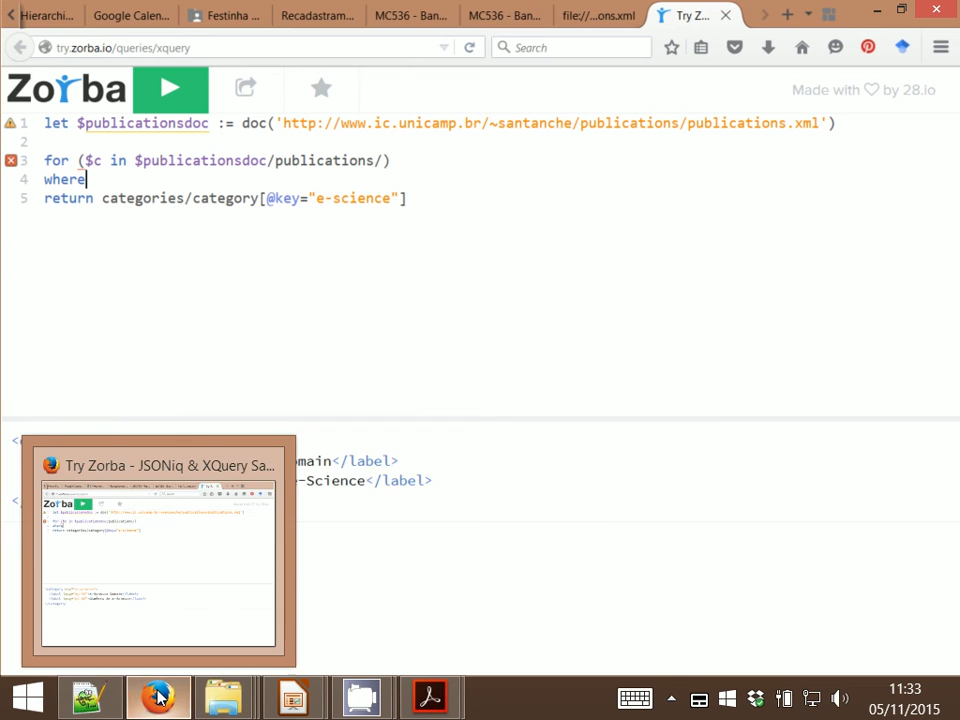 Hierarchi...
Google Calen...
Festinha ...
Recadastram...
MC536 - Ban...
MC536 - Ban...
file://...ons.xml
Try Z...
try.zorba.io/queries/xquery
Search
Zorba
Made with ♡ by 28.io
1 let $publicationsdoc := doc('http://www.ic.unicamp.br/~santanche/publications/publications.xml')
2
3 for ($c in $publicationsdoc/publications/)
4 where
5 return categories/category[@key="e-science"]
main</label>
e-Science</label>
Try Zorba - JSONiq & XQuery Sa...
11:33
05/11/2015